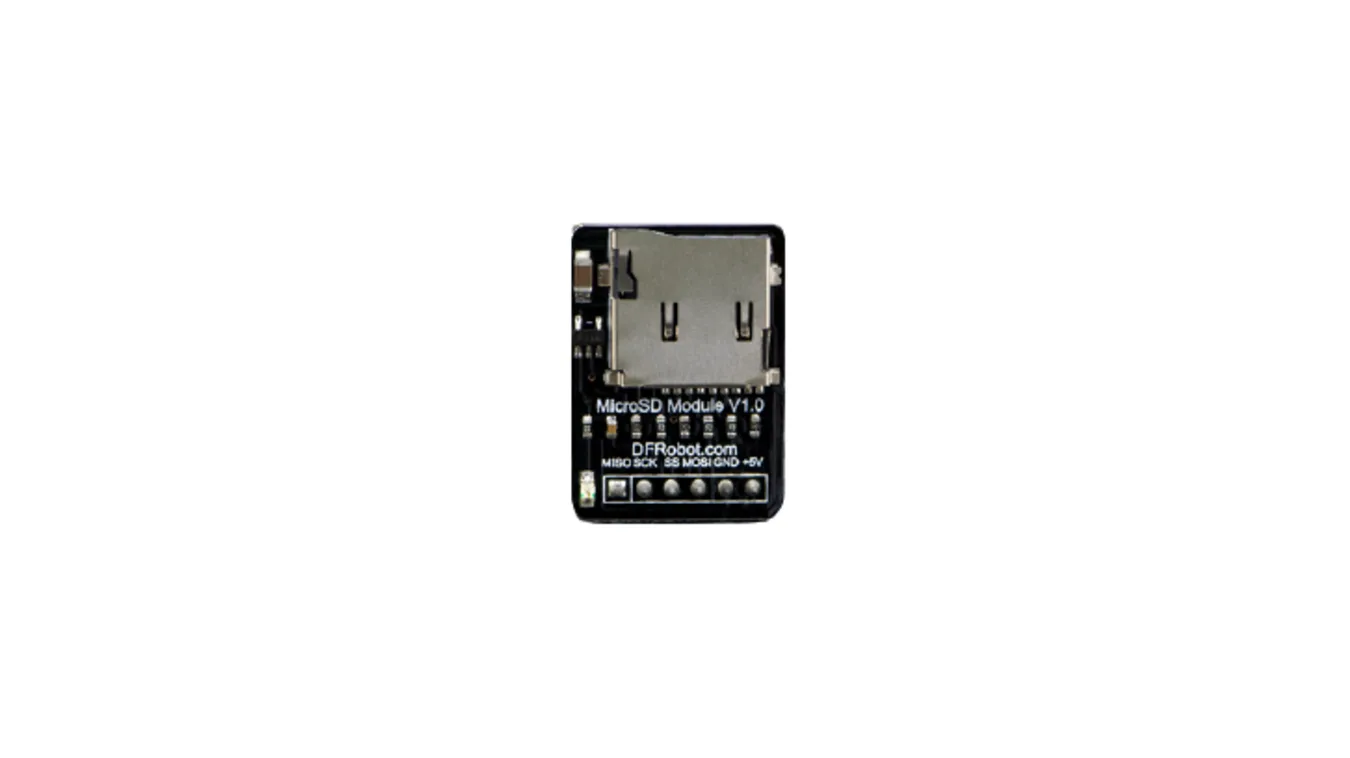 MicroSD Module V1.0
DFRobot.com
MISO SCK SS MOSI GND +5V